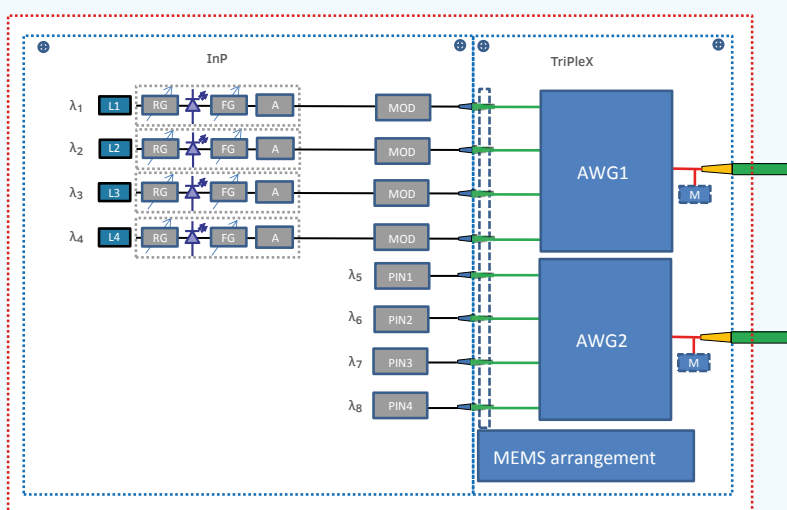 InP
TriPleX
λ1 L1 RG FG A MOD
λ2 L2 RG FG A MOD
λ3 L3 RG FG A MOD
λ4 L4 RG FG A MOD
AWG1
M
λ5 PIN1
λ6 PIN2
λ7 PIN3
λ8 PIN4
AWG2
M
MEMS arrangement